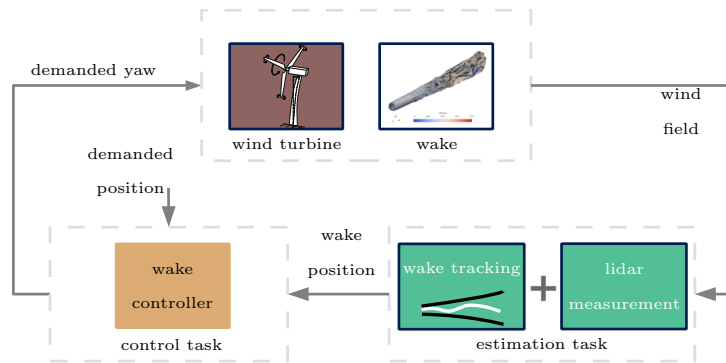 demanded yaw
wind turbine
wake
wind
field
demanded
position
wake
controller
control task
wake
position
wake tracking
lidar
measurement
estimation task